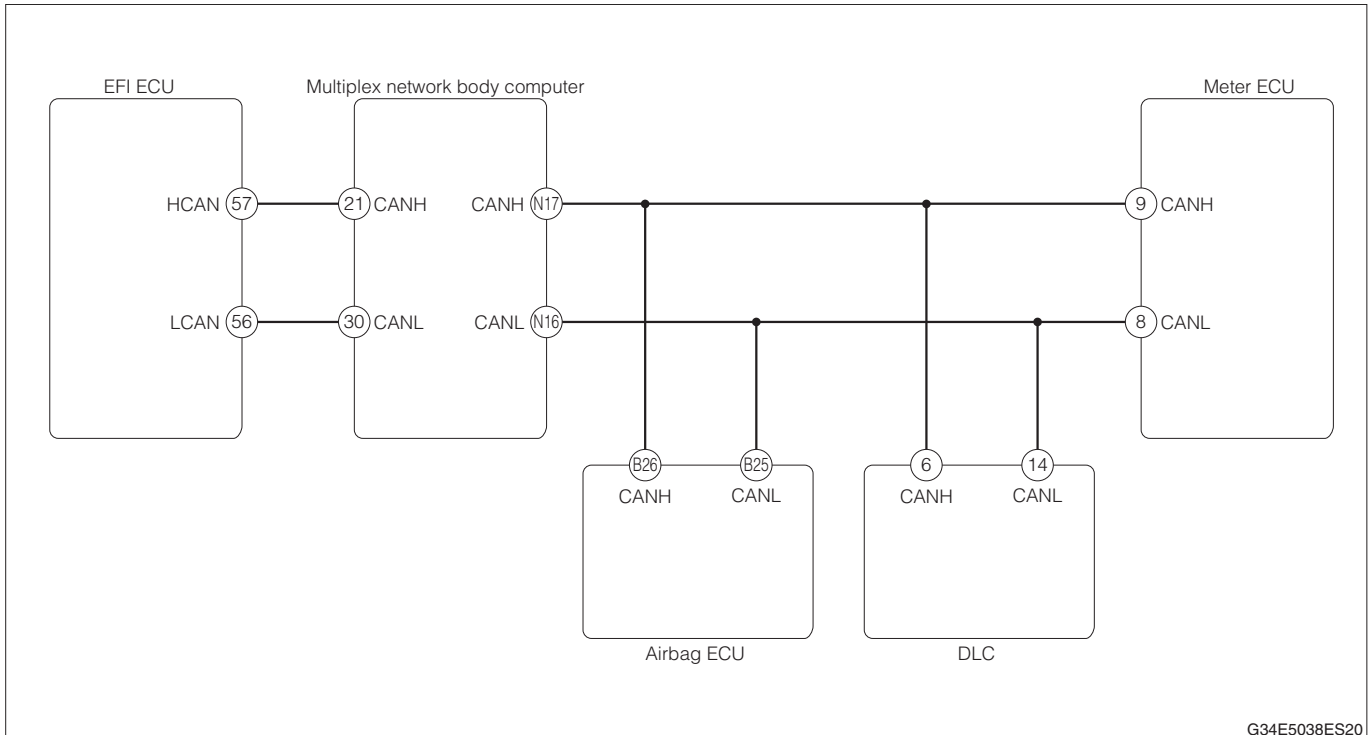 EFI ECU
Multiplex network body computer
Meter ECU
HCAN 57
21 CANH
CANH N17
9 CANH
LCAN 56
30 CANL
CANL N16
8 CANL
B26
B25
6
14
CANH
CANL
CANH
CANL
Airbag ECU
DLC
G34E5038ES20